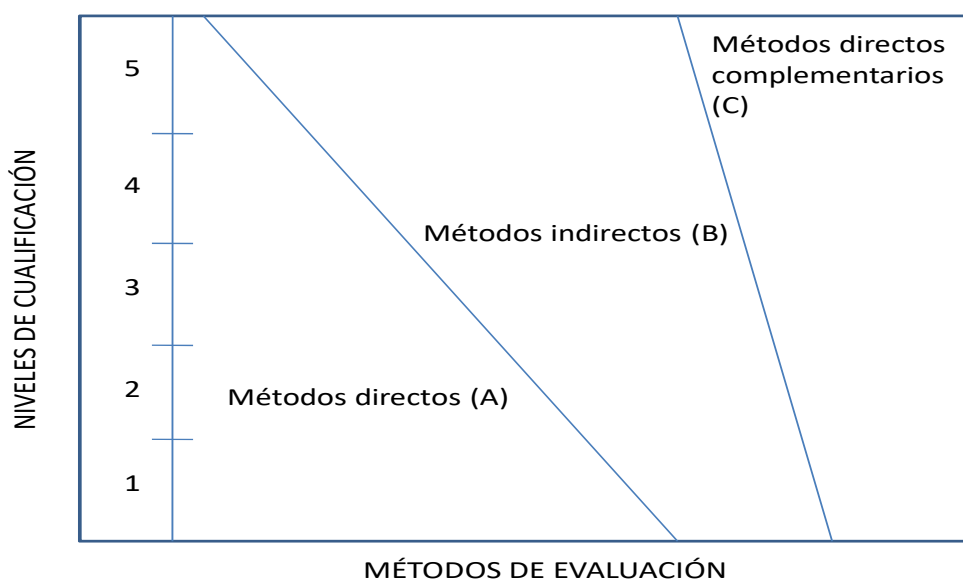 Métodos directos
complementarios
(C)
5
4
Métodos indirectos (B)
3
2
Métodos directos (A)
1
NIVELES DE CUALIFICACIÓN
MÉTODOS DE EVALUACIÓN